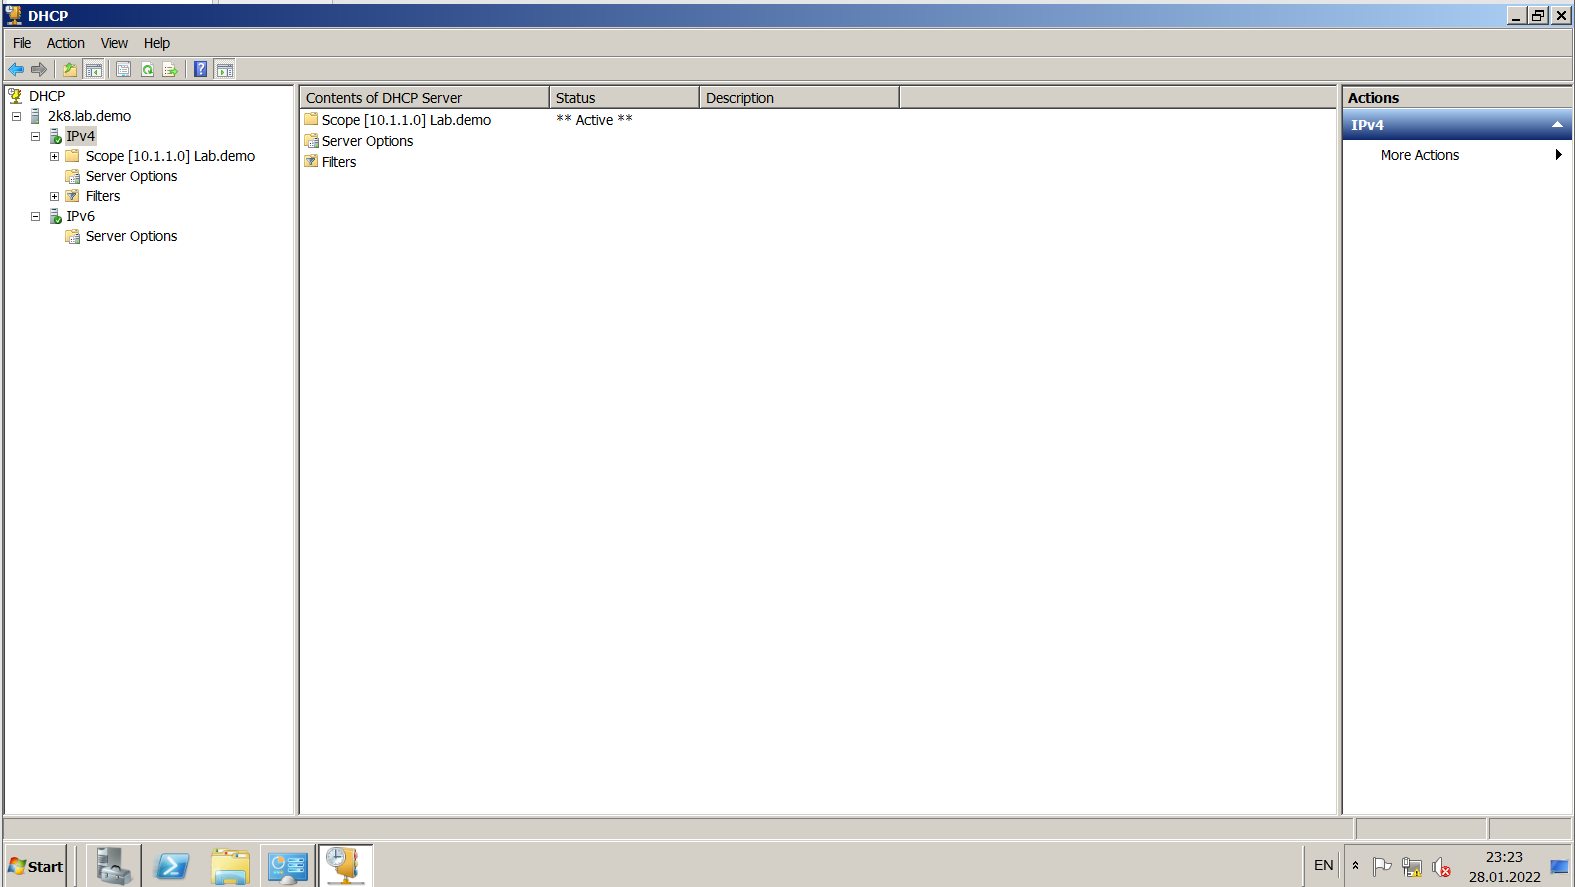 DHCP
File Action View Help
DHCP
2k8.lab.demo
IPv4
Scope [10.1.1.0] Lab.demo
Server Options
Filters
IPv6
Server Options
Contents of DHCP Server Status Description
Scope [10.1.1.0] Lab.demo ** Active **
Server Options
Filters
Actions
IPv4
More Actions
Start
EN
23:23
28.01.2022